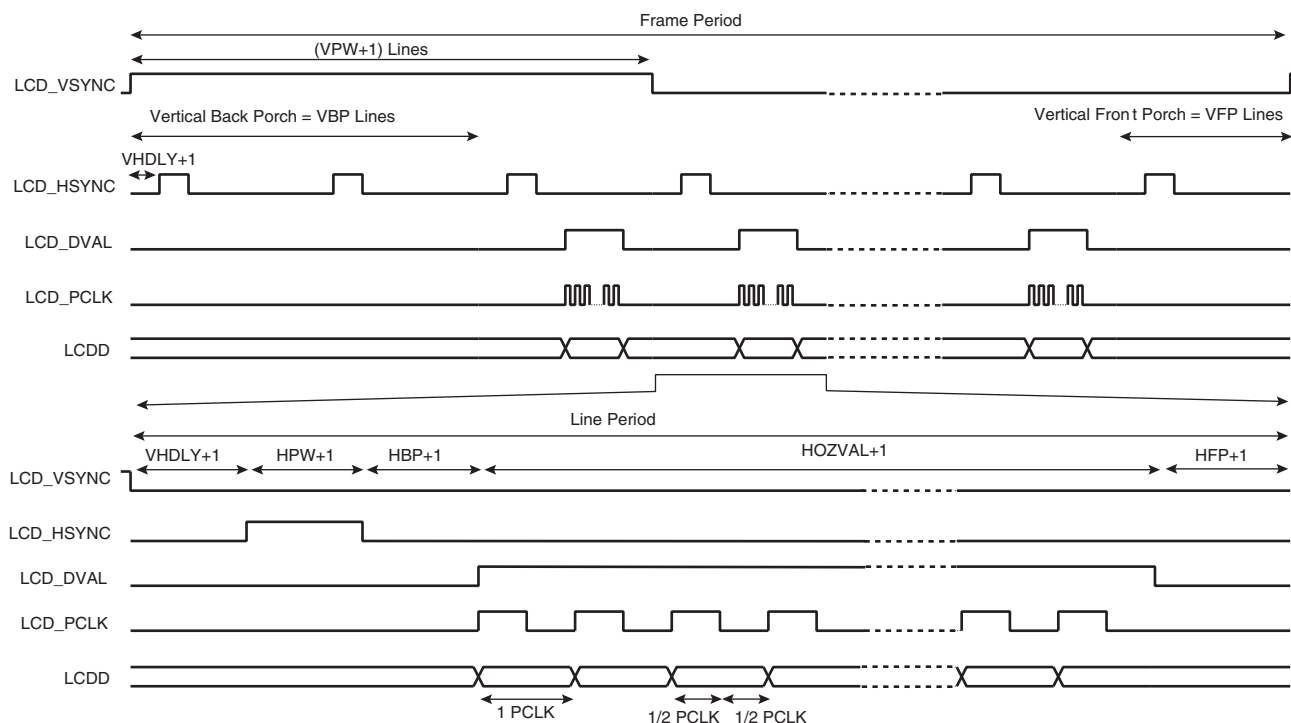 Frame Period
(VPW+1) Lines
LCD_VSYNC
Vertical Back Porch = VBP Lines
Vertical Front Porch = VFP Lines
VHDLY+1
LCD_HSYNC
LCD_DVAL
LCD_PCLK
LCDD
Line Period
VHDLY+1
HPW+1
HBP+1
HOZVAL+1
HFP+1
LCD_VSYNC
LCD_HSYNC
LCD_DVAL
LCD_PCLK
LCDD
1 PCLK
1/2 PCLK
1/2 PCLK